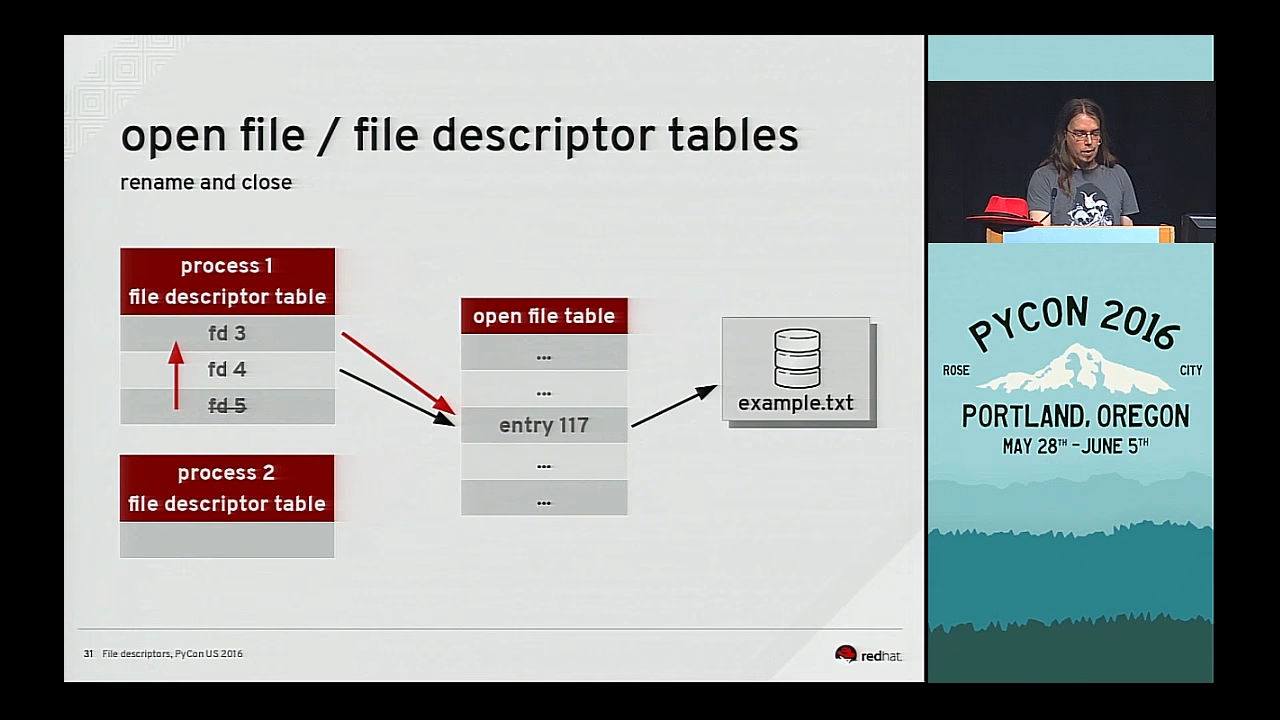 open file / file descriptor tables
rename and close
process 1
file descriptor table
fd 3
fd 4
fd 5
process 2
file descriptor table
open file table
...
...
entry 117
...
...
example.txt
31 File descriptors, PyCon US 2016
redhat.
PYCON 2016
ROSE CITY
PORTLAND, OREGON
MAY 28TH - JUNE 5TH